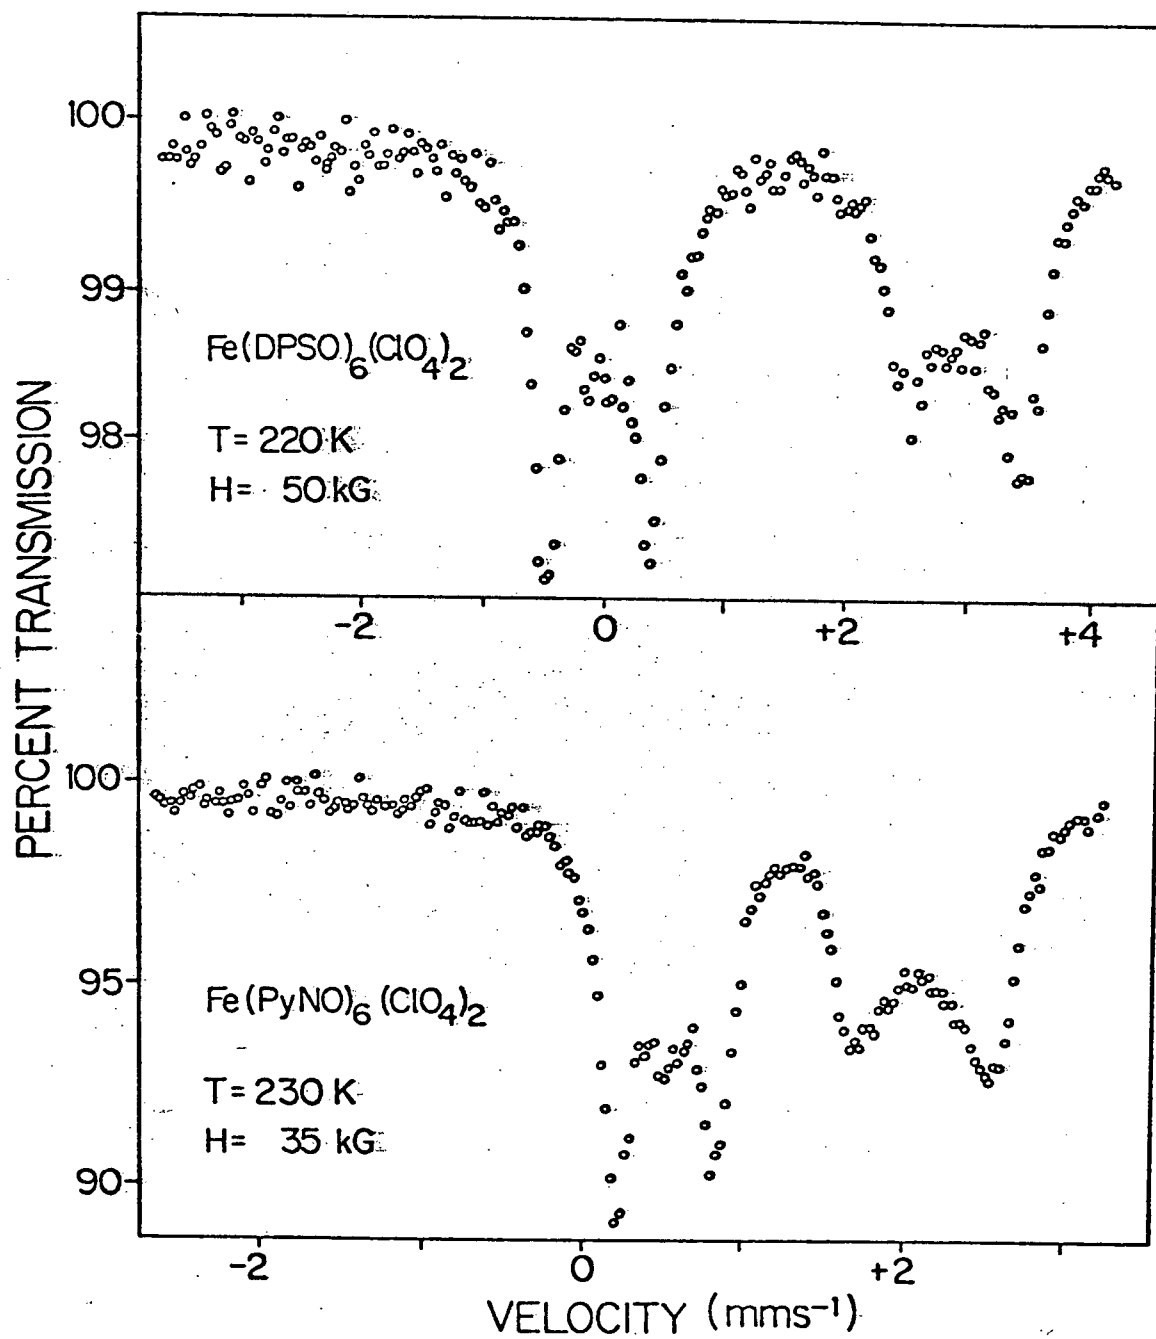 PERCENT TRANSMISSION
100
99
98
Fe(DPSO)6(ClO4)2
T= 220 K
H= 50 kG
-2 0 +2 +4
100
95
90
Fe(PyNO)6(ClO4)2
T= 230 K
H= 35 kG
-2 0 +2
VELOCITY (mms-1)